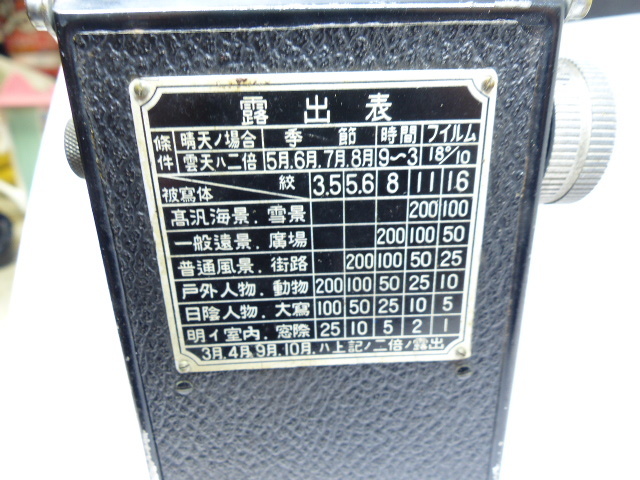 露出表
條件 晴天ノ場合 季節 時間 フイルム
雲天ハ二倍 5月.6月.7月.8月 9〜3 18°/10
被寫体 絞 3.5 5.6 8 11 16
高汎海景.雪景 200 100
一般遠景.廣場 200 100 50
普通風景.街路 200 100 50 25
戸外人物.動物 200 100 50 25 10
日陰人物.大寫 100 50 25 10 5
明イ室内.窓際 25 10 5 2 1
3月.4月.9月.10月.ハ上記ノ二倍ノ露出